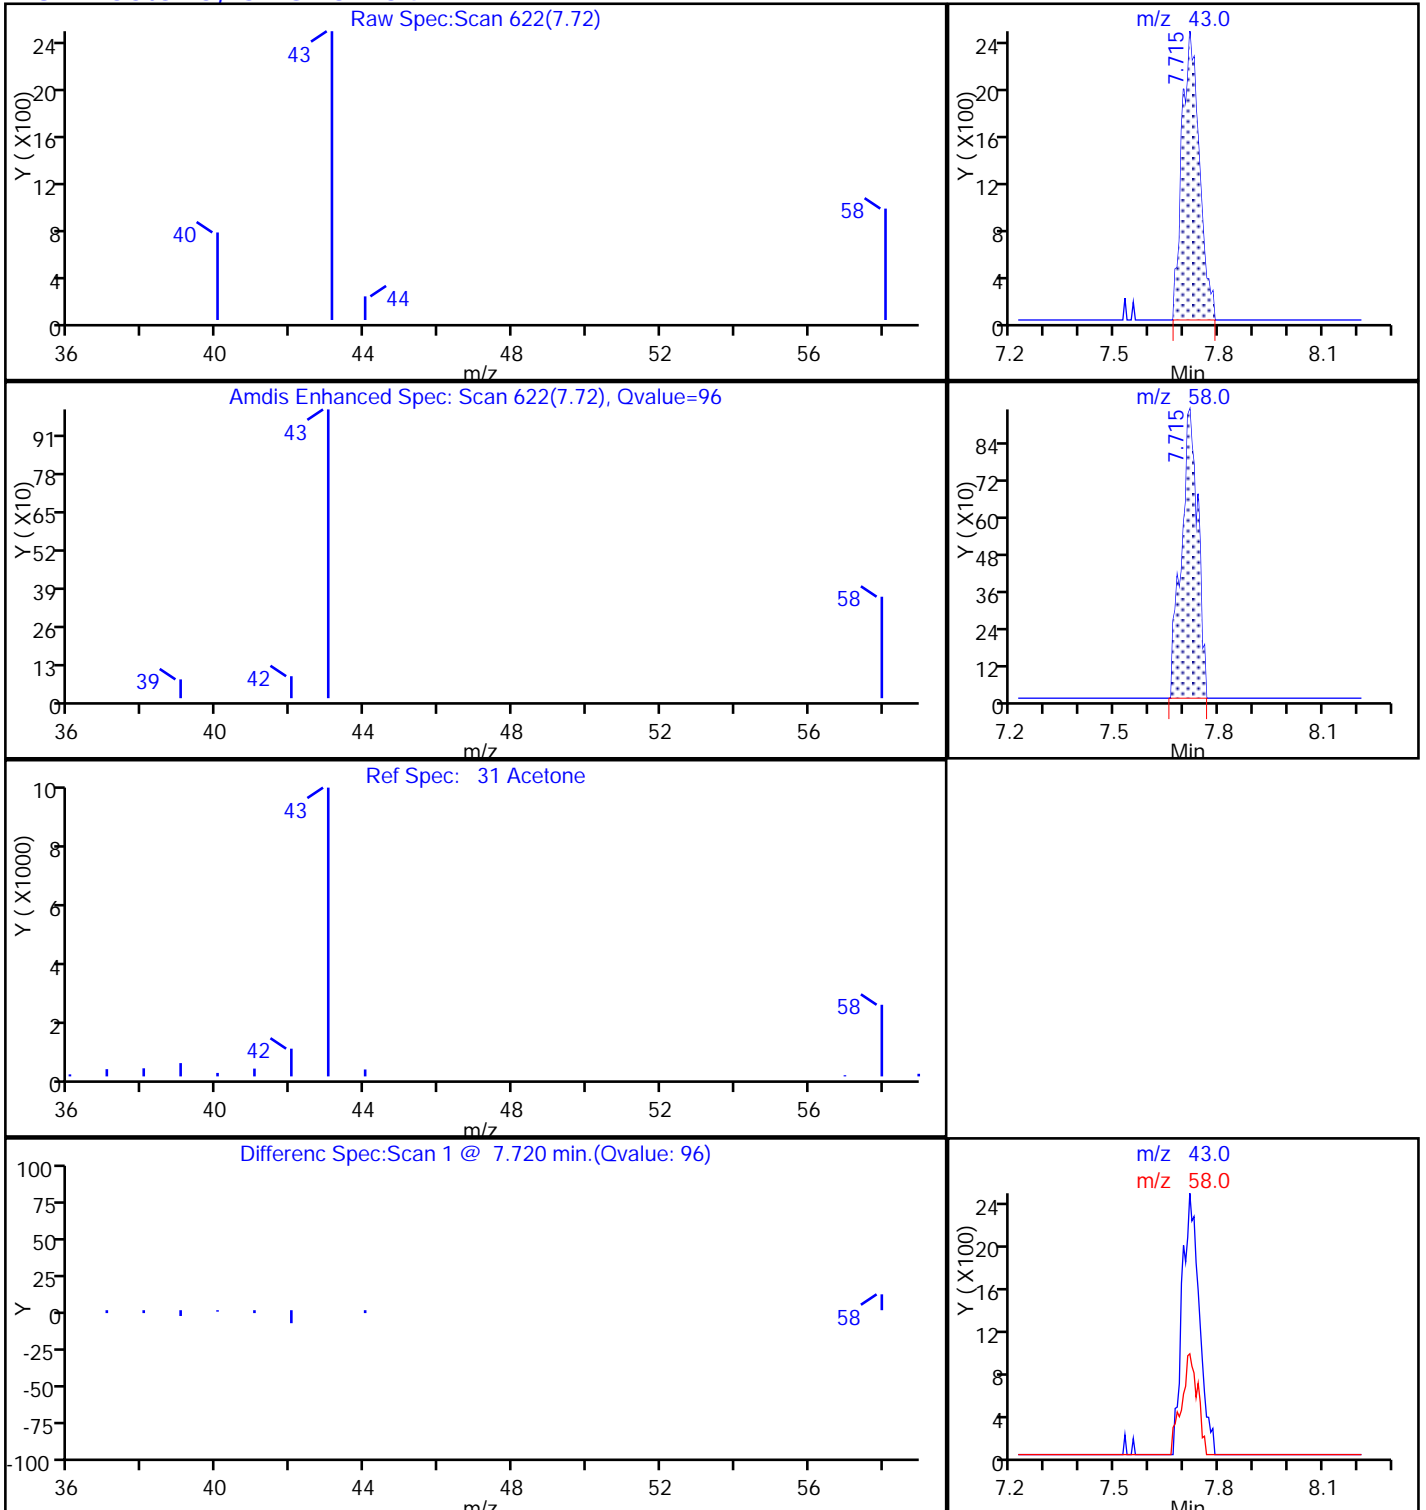 Raw Spec:Scan 622(7.72)
Y ( X100)
24
20
16
12
8
4
0
43
40
44
58
36 40 44 48 52 56
m/z
m/z 43.0
Y ( X100)
24
20
16
12
8
4
0
7.715
7.2 7.5 7.8 8.1
Min
Amdis Enhanced Spec: Scan 622(7.72), Qvalue=96
Y ( X10)
91
78
65
52
39
26
13
0
43
39
42
58
36 40 44 48 52 56
m/z
m/z 58.0
Y ( X10)
84
72
60
48
36
24
12
0
7.715
7.2 7.5 7.8 8.1
Min
Ref Spec: 31 Acetone
Y ( X1000)
10
8
6
4
2
0
43
42
58
36 40 44 48 52 56
m/z
Differenc Spec:Scan 1 @ 7.720 min.(Qvalue: 96)
Y
100
75
50
25
0
-25
-50
-75
-100
58
36 40 44 48 52 56
m/z
m/z 43.0
m/z 58.0
Y ( X100)
24
20
16
12
8
4
0
7.2 7.5 7.8 8.1
Min